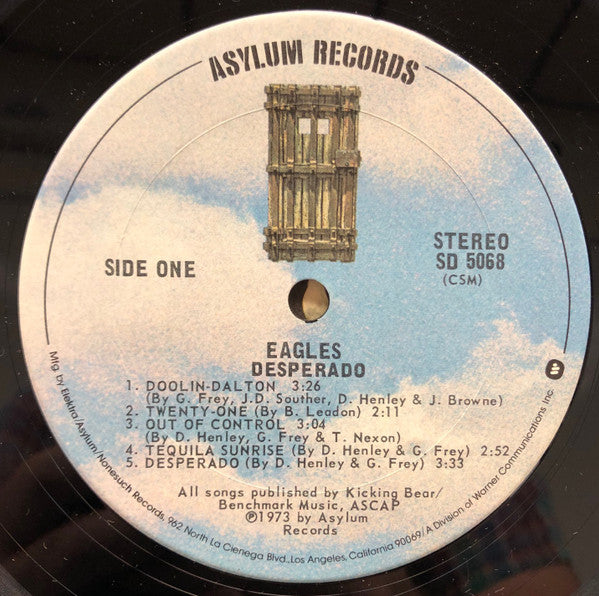 ASYLUM RECORDS
STEREO
SD 5068
(CSM)
SIDE ONE
EAGLES
DESPERADO
1. DOOLIN-DALTON 3:26
(By G. Frey, J.D. Souther, D. Henley & J. Browne)
2. TWENTY-ONE (By B. Leadon) 2:11
3. OUT OF CONTROL 3:04
(By D. Henley, G. Frey & T. Nexon)
4. TEQUILA SUNRISE (By D. Henley & G. Frey) 2:52
5. DESPERADO (By D. Henley & G. Frey) 3:33
All songs published by Kicking Bear/
Benchmark Music, ASCAP
℗1973 by Asylum
Records
Mfg. by Elektra/Asylum/Nonesuch Records, 962 North La Cienega Blvd., Los Angeles, California 90069/A Division of Warner Communications Inc